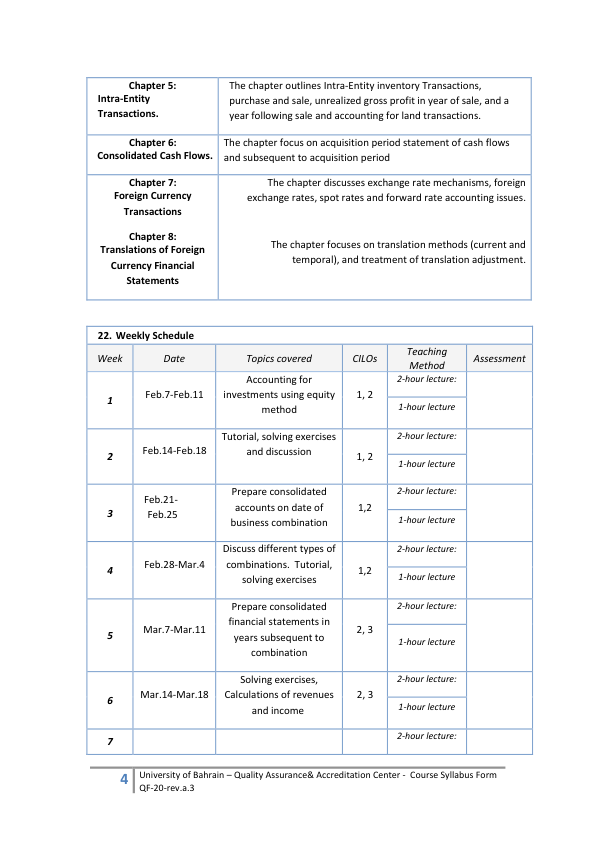 Chapter 5:
Intra-Entity
Transactions.
The chapter outlines Intra-Entity inventory Transactions,
purchase and sale, unrealized gross profit in year of sale, and a
year following sale and accounting for land transactions.
Chapter 6:
Consolidated Cash Flows.
The chapter focus on acquisition period statement of cash flows
and subsequent to acquisition period
Chapter 7:
Foreign Currency
Transactions
The chapter discusses exchange rate mechanisms, foreign
exchange rates, spot rates and forward rate accounting issues.
Chapter 8:
Translations of Foreign
Currency Financial
Statements
The chapter focuses on translation methods (current and
temporal), and treatment of translation adjustment.
22. Weekly Schedule
Week Date Topics covered CILOs Teaching Method Assessment
1
Feb.7-Feb.11
Accounting for
investments using equity
method
1, 2
2-hour lecture:
1-hour lecture
2
Feb.14-Feb.18
Tutorial, solving exercises
and discussion
1, 2
2-hour lecture:
1-hour lecture
3
Feb.21-
Feb.25
Prepare consolidated
accounts on date of
business combination
1,2
2-hour lecture:
1-hour lecture
4
Feb.28-Mar.4
Discuss different types of
combinations. Tutorial,
solving exercises
1,2
2-hour lecture:
1-hour lecture
5
Mar.7-Mar.11
Prepare consolidated
financial statements in
years subsequent to
combination
2, 3
2-hour lecture:
1-hour lecture
6
Mar.14-Mar.18
Solving exercises,
Calculations of revenues
and income
2, 3
2-hour lecture:
1-hour lecture
7
2-hour lecture:
4
University of Bahrain – Quality Assurance& Accreditation Center - Course Syllabus Form
QF-20-rev.a.3